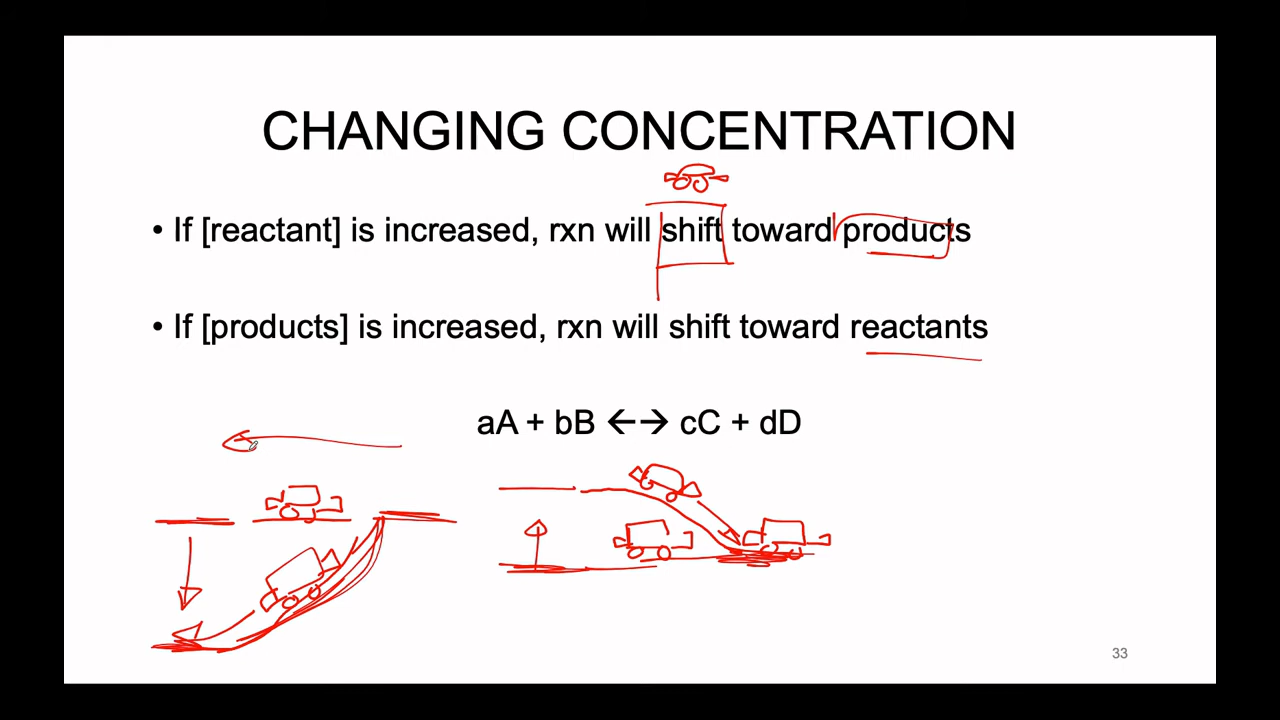 CHANGING CONCENTRATION
• If [reactant] is increased, rxn will shift toward products
• If [products] is increased, rxn will shift toward reactants
aA + bB ←→ cC + dD
33